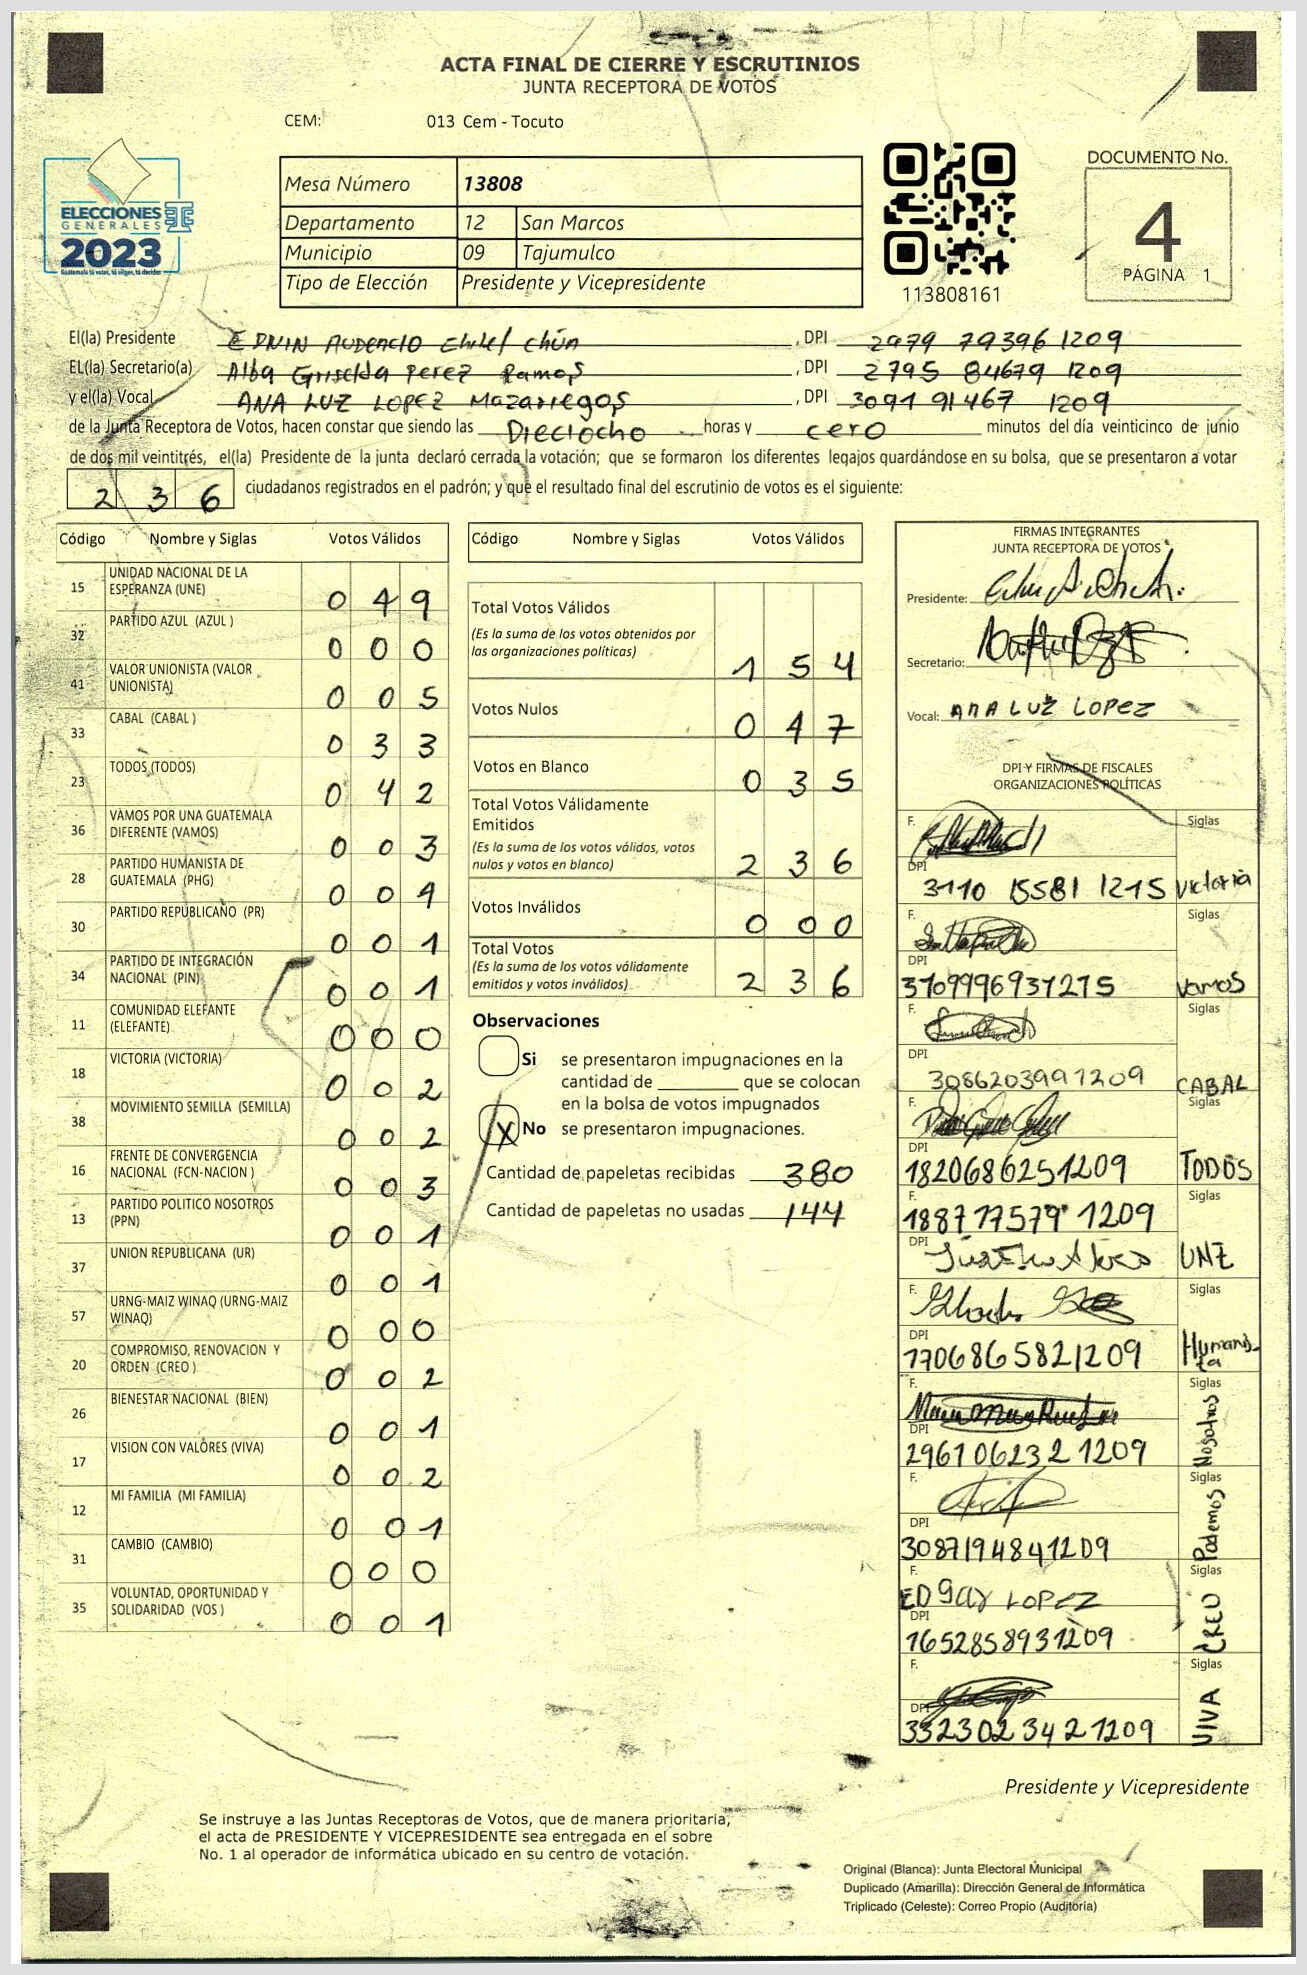 ACTA FINAL DE CIERRE Y ESCRUTINIOS
JUNTA RECEPTORA DE VOTOS
CEM: 013 Cem - Tocuto
ELECCIONES
GENERALES
2023
Guatemala tú votas, tú eliges, tú decides
Mesa Número 13808
Departamento 12 San Marcos
Municipio 09 Tajumulco
Tipo de Elección Presidente y Vicepresidente
113808161
DOCUMENTO No.
4
PÁGINA 1
El(la) Presidente EDNIN AUDENCIO Chún , DPI 2979 79396 1209
EL(la) Secretario(a) Alba Griselda Perez Ramos , DPI 2795 84679 1209
y el(la) Vocal ANA LUZ LOPEZ Mazariegos , DPI 3091 91467 1209
de la Junta Receptora de Votos, hacen constar que siendo las Dieciocho horas y cero minutos del día veinticinco de junio
de dos mil veintitrés, el(la) Presidente de la junta declaró cerrada la votación; que se formaron los diferentes legajos guardándose en su bolsa, que se presentaron a votar
2 3 6 ciudadanos registrados en el padrón; y que el resultado final del escrutinio de votos es el siguiente:
Código Nombre y Siglas Votos Válidos
15 UNIDAD NACIONAL DE LA ESPERANZA (UNE) 0 4 9
32 PARTIDO AZUL (AZUL ) 0 0 0
41 VALOR UNIONISTA (VALOR UNIONISTA) 0 0 5
33 CABAL (CABAL ) 0 3 3
23 TODOS (TODOS) 0 4 2
36 VAMOS POR UNA GUATEMALA DIFERENTE (VAMOS) 0 0 3
28 PARTIDO HUMANISTA DE GUATEMALA (PHG) 0 0 4
30 PARTIDO REPUBLICANO (PR) 0 0 1
34 PARTIDO DE INTEGRACIÓN NACIONAL (PIN) 0 0 1
11 COMUNIDAD ELEFANTE (ELEFANTE) 0 0 0
18 VICTORIA (VICTORIA) 0 0 2
38 MOVIMIENTO SEMILLA (SEMILLA) 0 0 2
16 FRENTE DE CONVERGENCIA NACIONAL (FCN-NACION ) 0 0 3
13 PARTIDO POLITICO NOSOTROS (PPN) 0 0 1
37 UNION REPUBLICANA (UR) 0 0 1
57 URNG-MAIZ WINAQ (URNG-MAIZ WINAQ) 0 0 0
20 COMPROMISO, RENOVACION Y ORDEN (CREO ) 0 0 2
26 BIENESTAR NACIONAL (BIEN) 0 0 1
17 VISION CON VALORES (VIVA) 0 0 2
12 MI FAMILIA (MI FAMILIA) 0 0 1
31 CAMBIO (CAMBIO) 0 0 0
35 VOLUNTAD, OPORTUNIDAD Y SOLIDARIDAD (VOS ) 0 0 1
Código Nombre y Siglas Votos Válidos
Total Votos Válidos 1 5 4
(Es la suma de los votos obtenidos por
las organizaciones políticas)
Votos Nulos 0 4 7
Votos en Blanco 0 3 5
Total Votos Válidamente
Emitidos
(Es la suma de los votos válidos, votos
nulos y votos en blanco) 2 3 6
Votos Inválidos 0 0 0
Total Votos
(Es la suma de los votos válidamente
emitidos y votos inválidos) 2 3 6
Observaciones
Si se presentaron impugnaciones en la
cantidad de ________ que se colocan
en la bolsa de votos impugnados
X No se presentaron impugnaciones.
Cantidad de papeletas recibidas 380
Cantidad de papeletas no usadas 144
FIRMAS INTEGRANTES
JUNTA RECEPTORA DE VOTOS
Presidente:
Secretario:
Vocal: ANA LUZ LOPEZ
DPI Y FIRMAS DE FISCALES
ORGANIZACIONES POLÍTICAS
F. Siglas
DPI
3110 15581 1215 Victoria
F. Siglas
DPI
3109996931215 Vamos
F. Siglas
DPI
3086203991209 CABAL
F. Siglas
DPI
1820686251209 TODOS
F. Siglas
1887775791209
DPI
UNE
F. Siglas
DPI
1706865821209 Humanista
F. Siglas
DPI
2961062321209 Nosotros
F. Siglas
DPI
3087194841209 Podemos
F. Siglas
EDgar LOPEZ
DPI
1652858931209 CREO
F. Siglas
DPI
3323023421209 VIVA
Presidente y Vicepresidente
Se instruye a las Juntas Receptoras de Votos, que de manera prioritaria,
el acta de PRESIDENTE Y VICEPRESIDENTE sea entregada en el sobre
No. 1 al operador de informática ubicado en su centro de votación.
Original (Blanca): Junta Electoral Municipal
Duplicado (Amarilla): Dirección General de Informática
Triplicado (Celeste): Correo Propio (Auditoría)